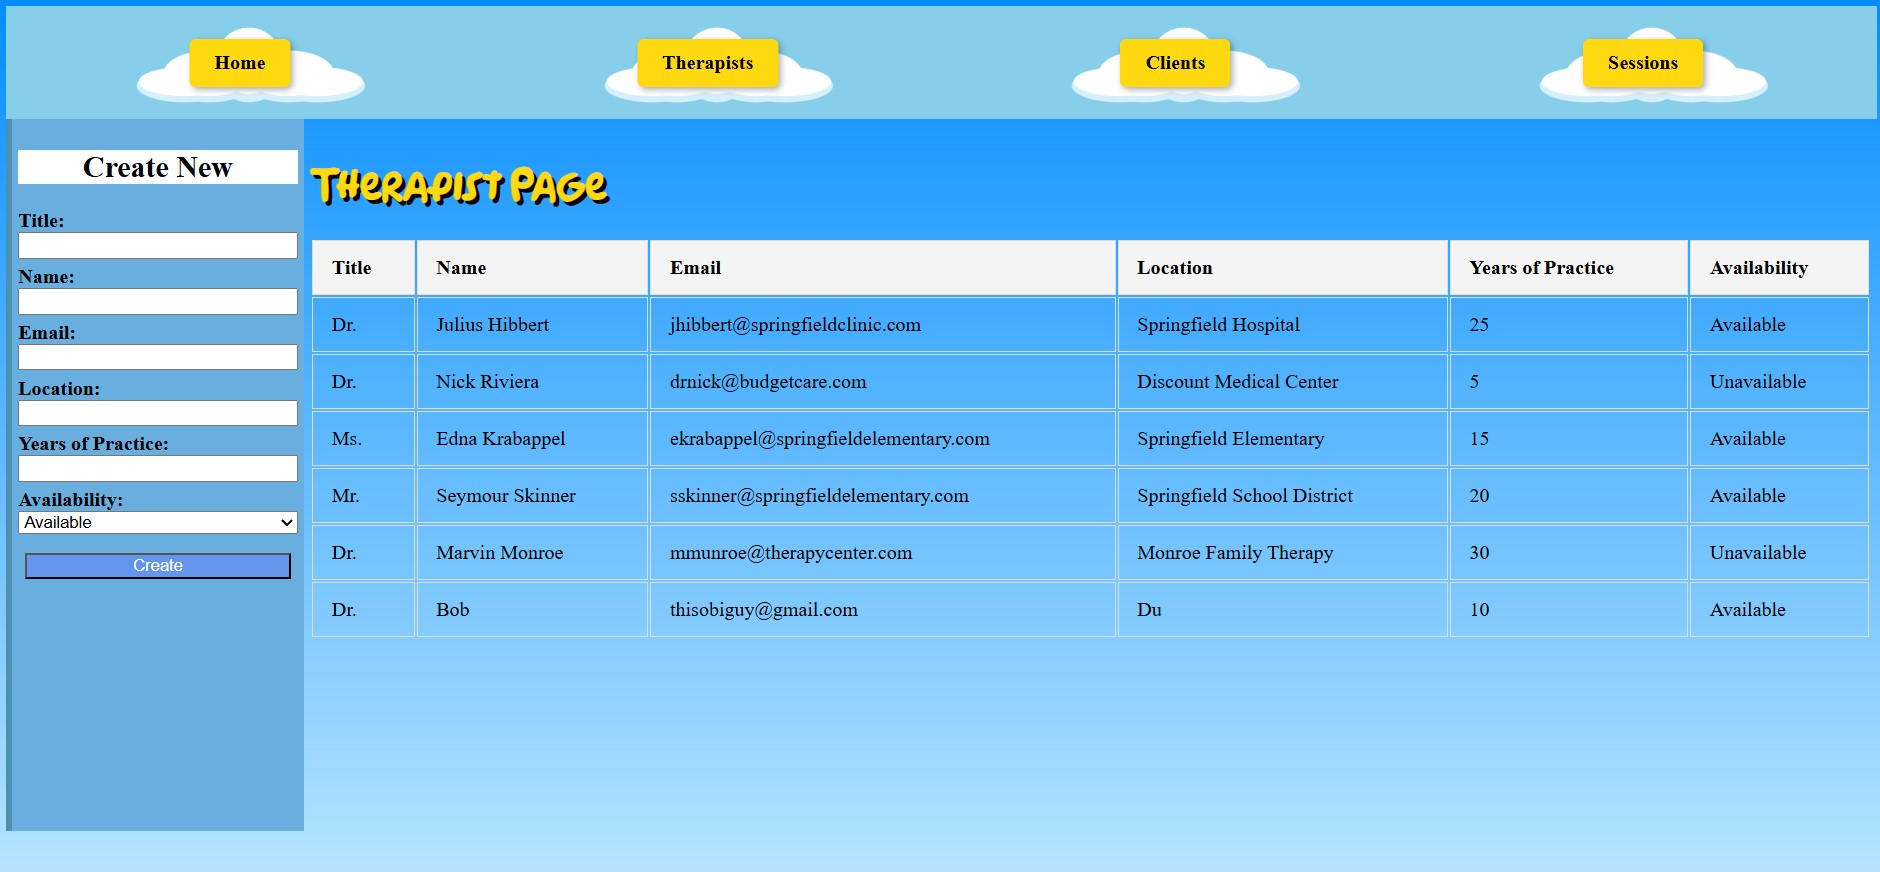 Home Therapists Clients Sessions
Create New
Title:
Name:
Email:
Location:
Years of Practice:
Availability:
Available
Create
Therapist Page
Title Name Email Location Years of Practice Availability
Dr. Julius Hibbert jhibbert@springfieldclinic.com Springfield Hospital 25 Available
Dr. Nick Riviera drnick@budgetcare.com Discount Medical Center 5 Unavailable
Ms. Edna Krabappel ekrabappel@springfieldelementary.com Springfield Elementary 15 Available
Mr. Seymour Skinner sskinner@springfieldelementary.com Springfield School District 20 Available
Dr. Marvin Monroe mmunroe@therapycenter.com Monroe Family Therapy 30 Unavailable
Dr. Bob thisobiguy@gmail.com Du 10 Available